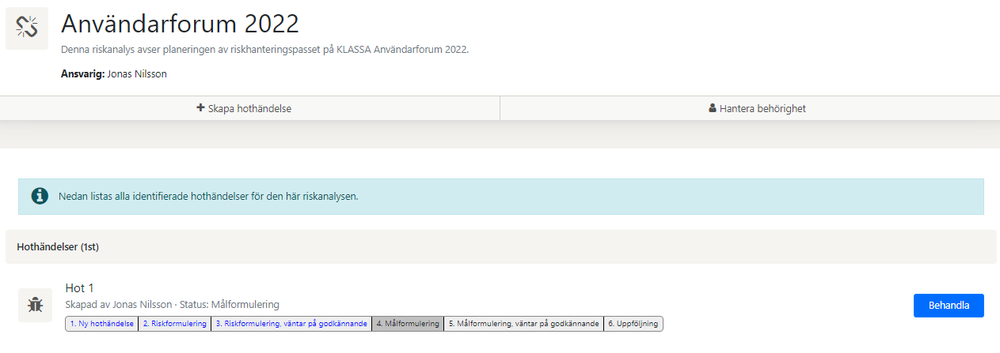 Användarforum 2022
Denna riskanalys avser planeringen av riskhanteringspasset på KLASSA Användarforum 2022.
Ansvarig: Jonas Nilsson
Skapa hothändelse
Hantera behörighet
Nedan listas alla identifierade hothändelser för den här riskanalysen.
Hothändelser (1st)
Hot 1
Skapad av Jonas Nilsson · Status: Målformulering
Behandla
1. Ny hothändelse 2. Riskformulering 3. Riskformulering, väntar på godkännande 4. Målformulering 5. Målformulering, väntar på godkännande 6. Uppföljning